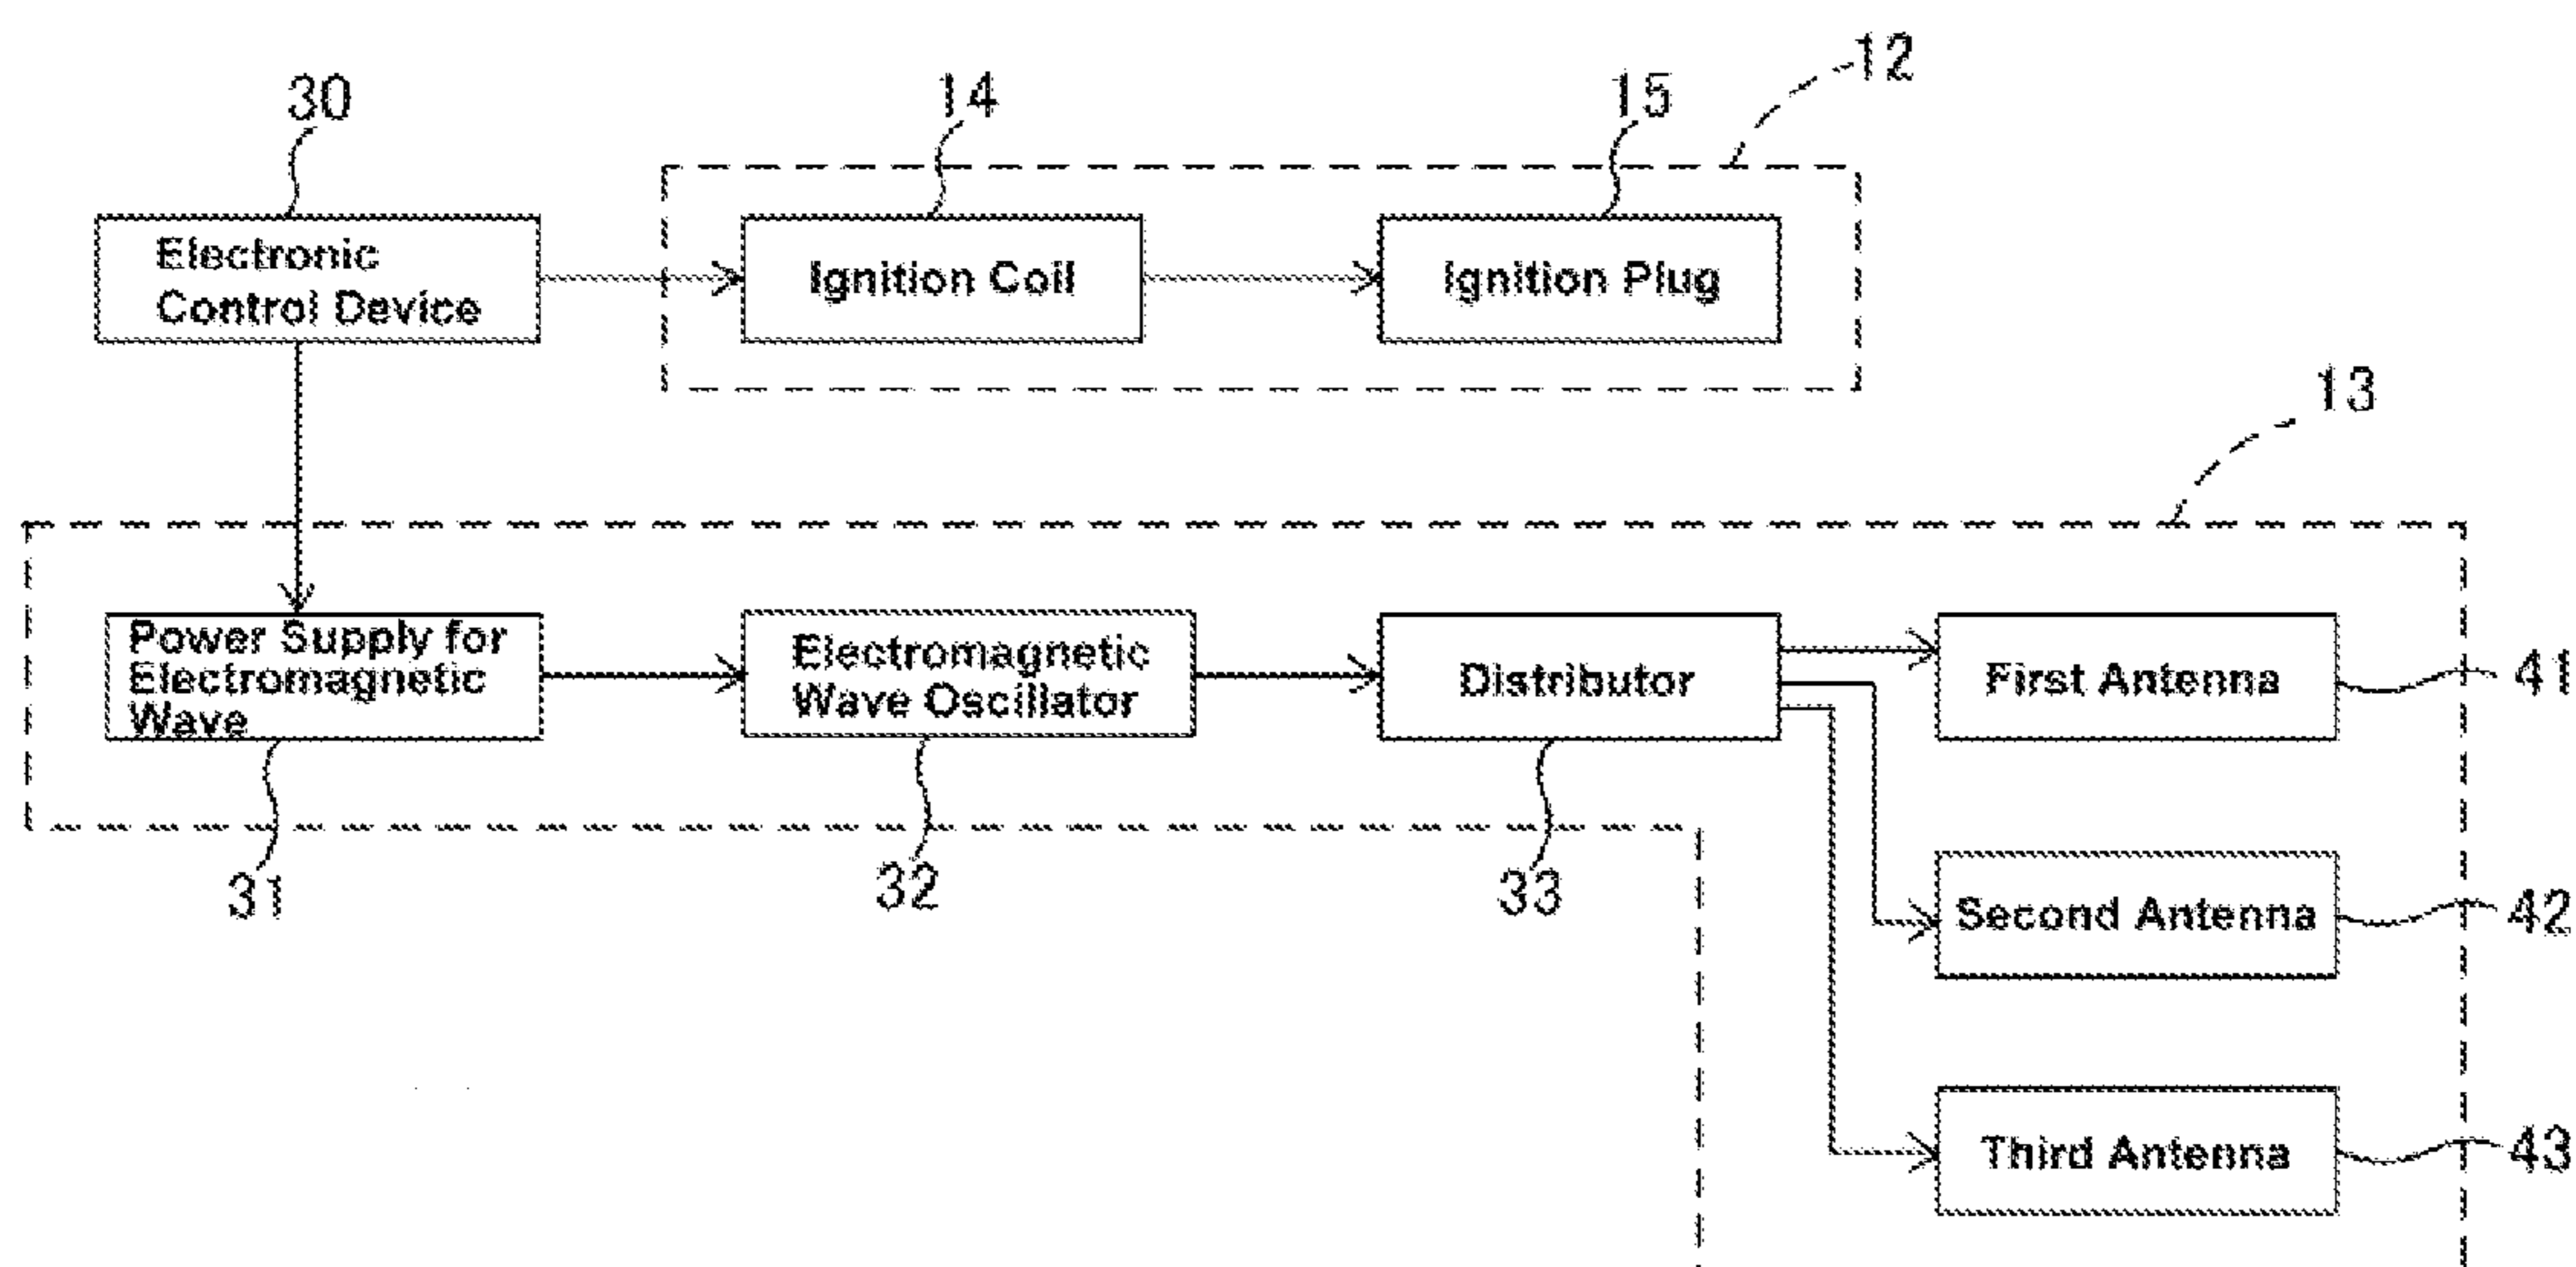 12
30
14
15
Electronic
Control Device
Ignition Coil
Ignition Plug
13
Power Supply for
Electromagnetic
Wave
Electromagnetic
Wave Oscillator
Distributor
First Antenna
41
31
32
33
Second Antenna
42
Third Antenna
43